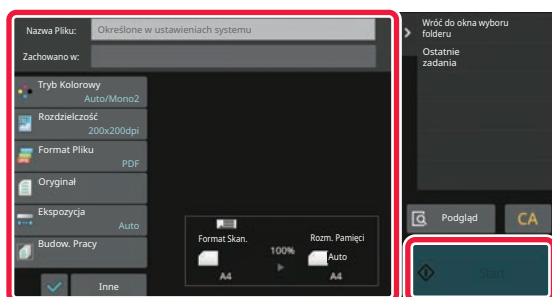 Nazwa Pliku:
Określone w ustawieniach systemu
Zachowano w:
Tryb Kolorowy
Auto/Mono2
Rozdzielczość
200x200dpi
Format Pliku
PDF
Oryginał
Ekspozycja
Auto
Budow. Pracy
Inne
Format Skan.
A4
100%
Rozm. Pamięci
Auto
A4
Wróć do okna wyboru
folderu
Ostatnie
zadania
Podgląd
CA
Start